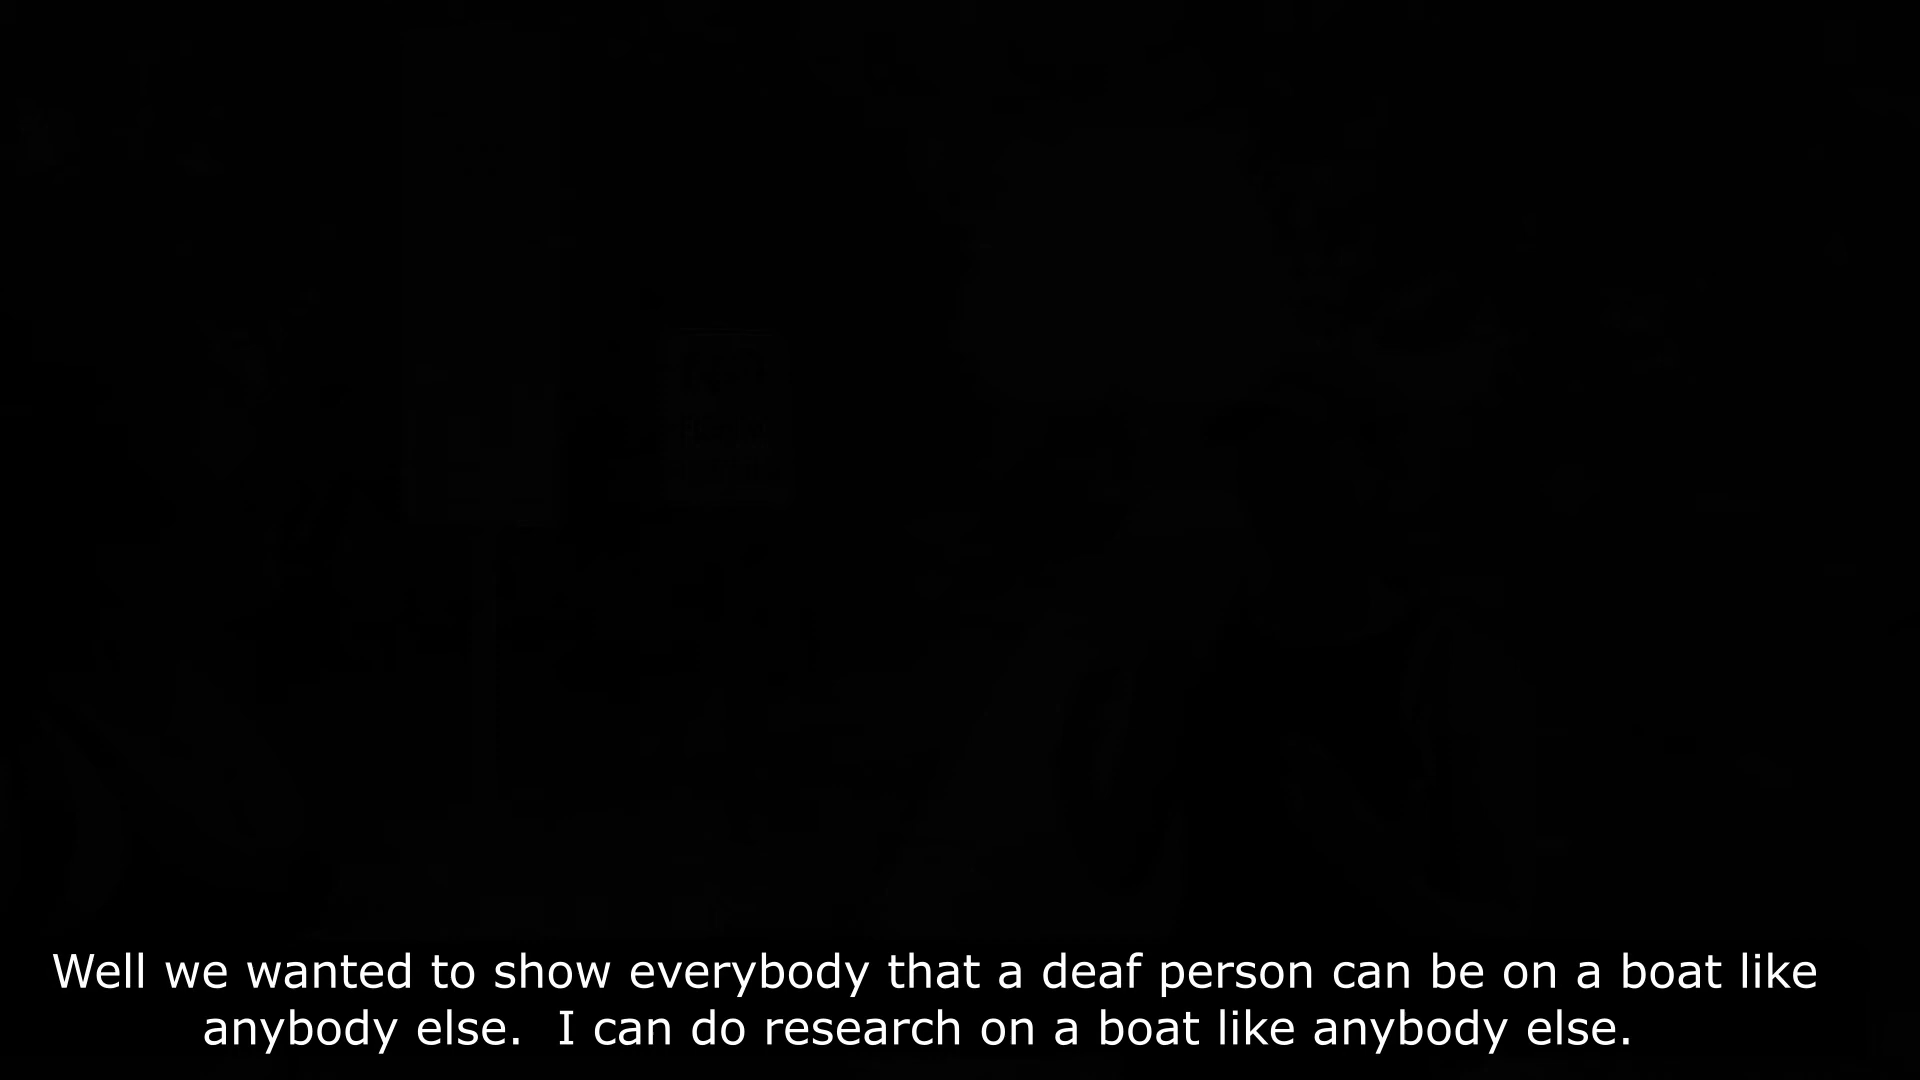 Well we wanted to show everybody that a deaf person can be on a boat like
anybody else.  I can do research on a boat like anybody else.